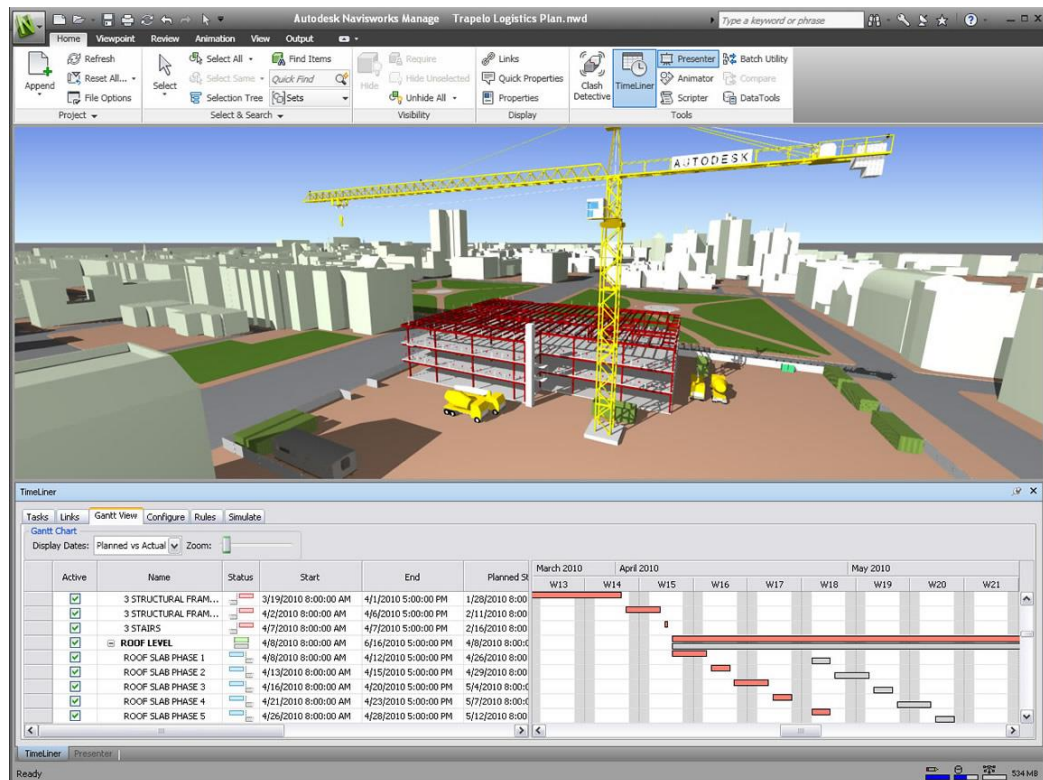 Autodesk Navisworks Manage Trapelo Logistics Plan.nwd
Type a keyword or phrase
Home Viewpoint Review Animation View Output
Append
Refresh
Reset All...
File Options
Project
Select
Select All
Select Same
Selection Tree
Find Items
Quick Find
Sets
Select & Search
Hide
Require
Hide Unselected
Unhide All
Visibility
Links
Quick Properties
Properties
Display
Clash Detective
TimeLiner
Presenter
Animator
Scripter
Batch Utility
Compare
DataTools
Tools
AUTODESK
TimeLiner
Tasks Links Gantt View Configure Rules Simulate
Gantt Chart
Display Dates: Planned vs Actual Zoom:
March 2010 April 2010 May 2010
Active Name Status Start End Planned St W13 W14 W15 W16 W17 W18 W19 W20 W21
3 STRUCTURAL FRAM... 3/19/2010 8:00:00 AM 4/1/2010 5:00:00 PM 1/28/2010 8:00
3 STRUCTURAL FRAM... 4/2/2010 8:00:00 AM 4/6/2010 5:00:00 PM 2/11/2010 8:00
3 STAIRS 4/7/2010 8:00:00 AM 4/7/2010 5:00:00 PM 2/16/2010 8:00
ROOF LEVEL 4/8/2010 8:00:00 AM 6/16/2010 5:00:00 PM 4/8/2010 8:00:0
ROOF SLAB PHASE 1 4/8/2010 8:00:00 AM 4/12/2010 5:00:00 PM 4/26/2010 8:00
ROOF SLAB PHASE 2 4/13/2010 8:00:00 AM 4/15/2010 5:00:00 PM 4/29/2010 8:00
ROOF SLAB PHASE 3 4/16/2010 8:00:00 AM 4/20/2010 5:00:00 PM 5/4/2010 8:00:0
ROOF SLAB PHASE 4 4/21/2010 8:00:00 AM 4/23/2010 5:00:00 PM 5/7/2010 8:00:0
ROOF SLAB PHASE 5 4/26/2010 8:00:00 AM 4/28/2010 5:00:00 PM 5/12/2010 8:00
TimeLiner Presenter
Ready
534 MB